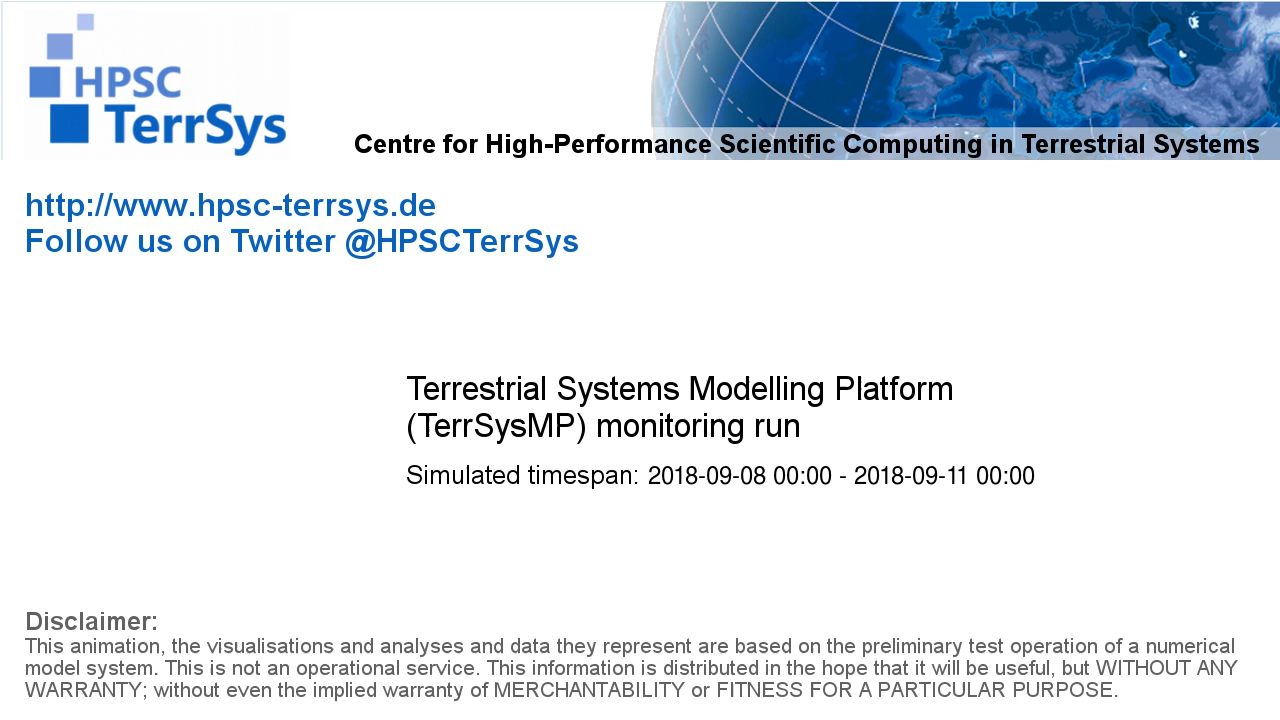 HPSC
TerrSys
Centre for High-Performance Scientific Computing in Terrestrial Systems
http://www.hpsc-terrsys.de
Follow us on Twitter @HPSCTerrSys
Terrestrial Systems Modelling Platform
(TerrSysMP) monitoring run
Simulated timespan: 2018-09-08 00:00 - 2018-09-11 00:00
Disclaimer:
This animation, the visualisations and analyses and data they represent are based on the preliminary test operation of a numerical
model system. This is not an operational service. This information is distributed in the hope that it will be useful, but WITHOUT ANY
WARRANTY; without even the implied warranty of MERCHANTABILITY or FITNESS FOR A PARTICULAR PURPOSE.